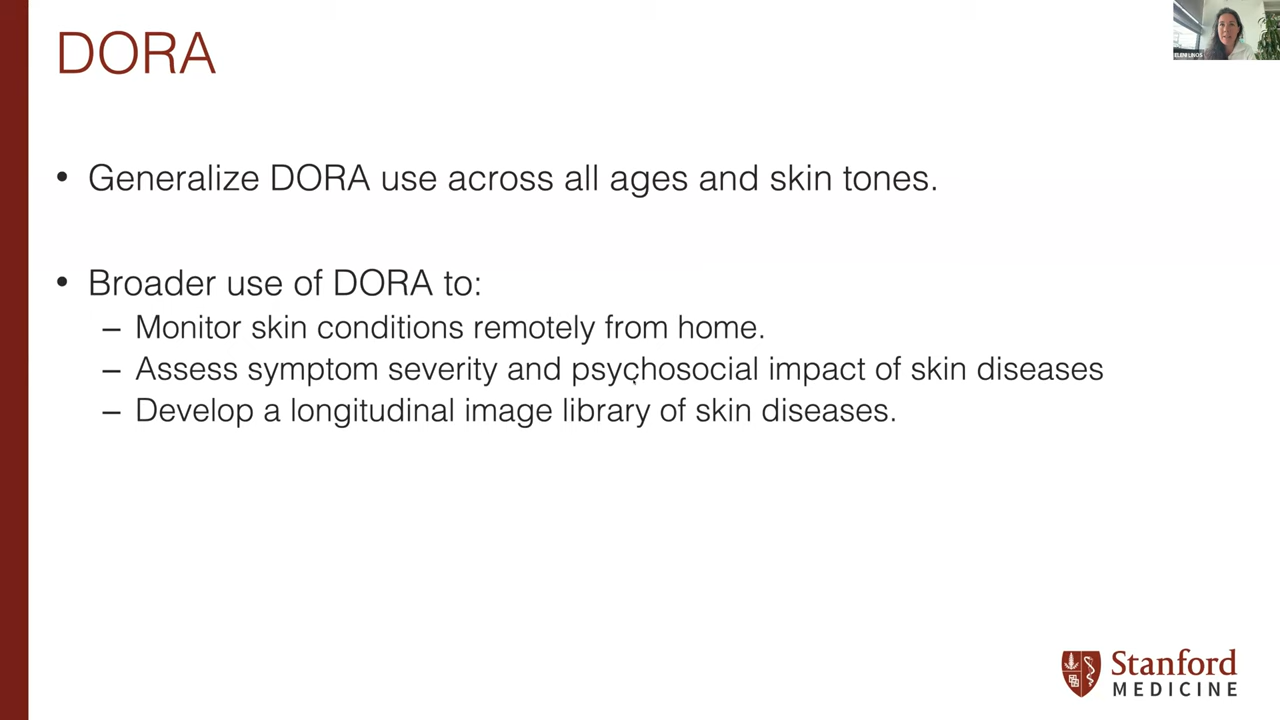 DORA
ELENI LINOS
• Generalize DORA use across all ages and skin tones.
• Broader use of DORA to:
– Monitor skin conditions remotely from home.
– Assess symptom severity and psychosocial impact of skin diseases
– Develop a longitudinal image library of skin diseases.
Stanford
MEDICINE